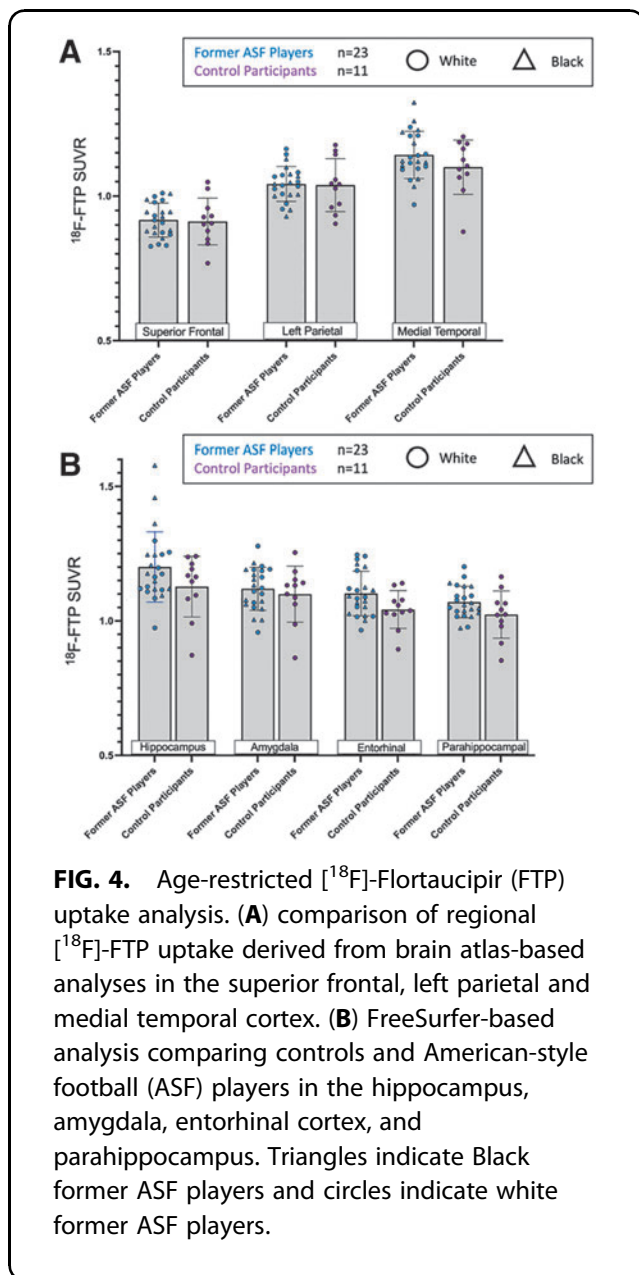 A
Former ASF Players n=23 White Black
Control Participants n=11
1.5
1.0
0.5
18F-FTP SUVR
Superior Frontal Left Parietal Medial Temporal
Former ASF Players Control Participants Former ASF Players Control Participants Former ASF Players Control Participants
B
Former ASF Players n=23 White Black
Control Participants n=11
1.5
1.0
0.5
18F-FTP SUVR
Hippocampus Amygdala Entorhinal Parahippocampal
Former ASF Players Control Participants Former ASF Players Control Participants Former ASF Players Control Participants Former ASF Players Control Participants
FIG. 4. Age-restricted [18F]-Flortaucipir (FTP)
uptake analysis. (A) comparison of regional
[18F]-FTP uptake derived from brain atlas-based
analyses in the superior frontal, left parietal and
medial temporal cortex. (B) FreeSurfer-based
analysis comparing controls and American-style
football (ASF) players in the hippocampus,
amygdala, entorhinal cortex, and
parahippocampus. Triangles indicate Black
former ASF players and circles indicate white
former ASF players.